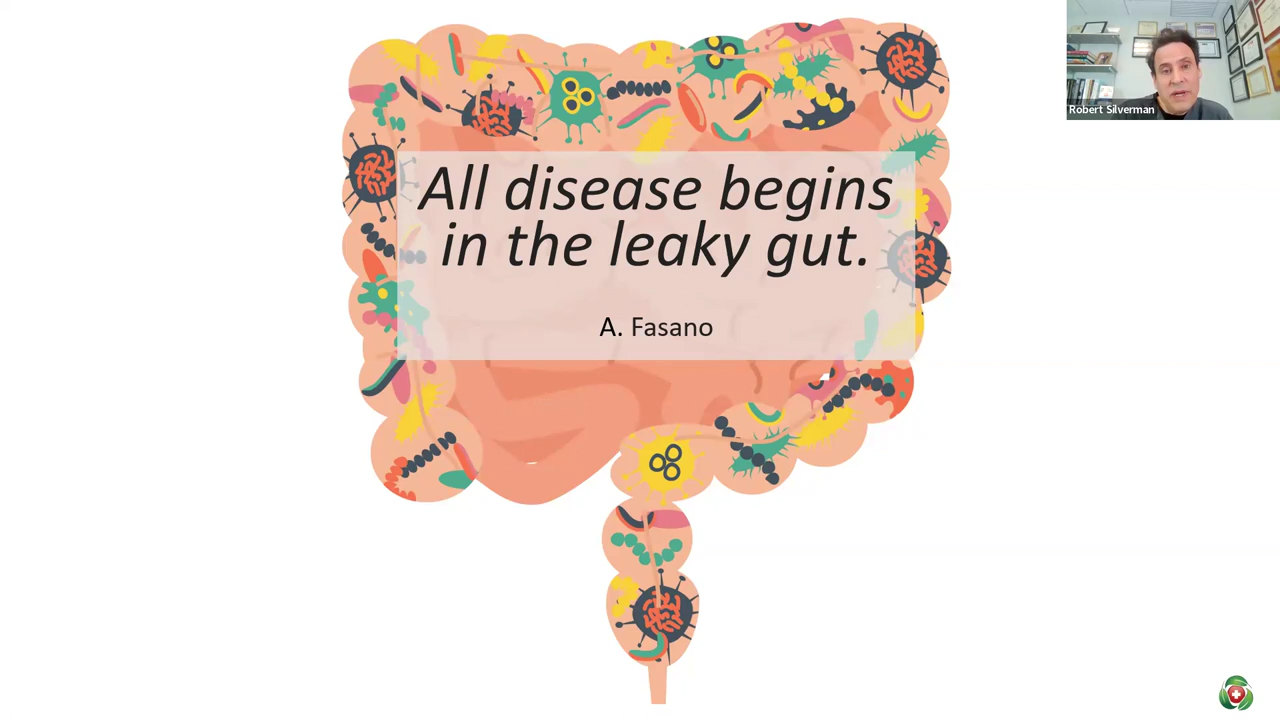 All disease begins
in the leaky gut.
A. Fasano
Robert Silverman